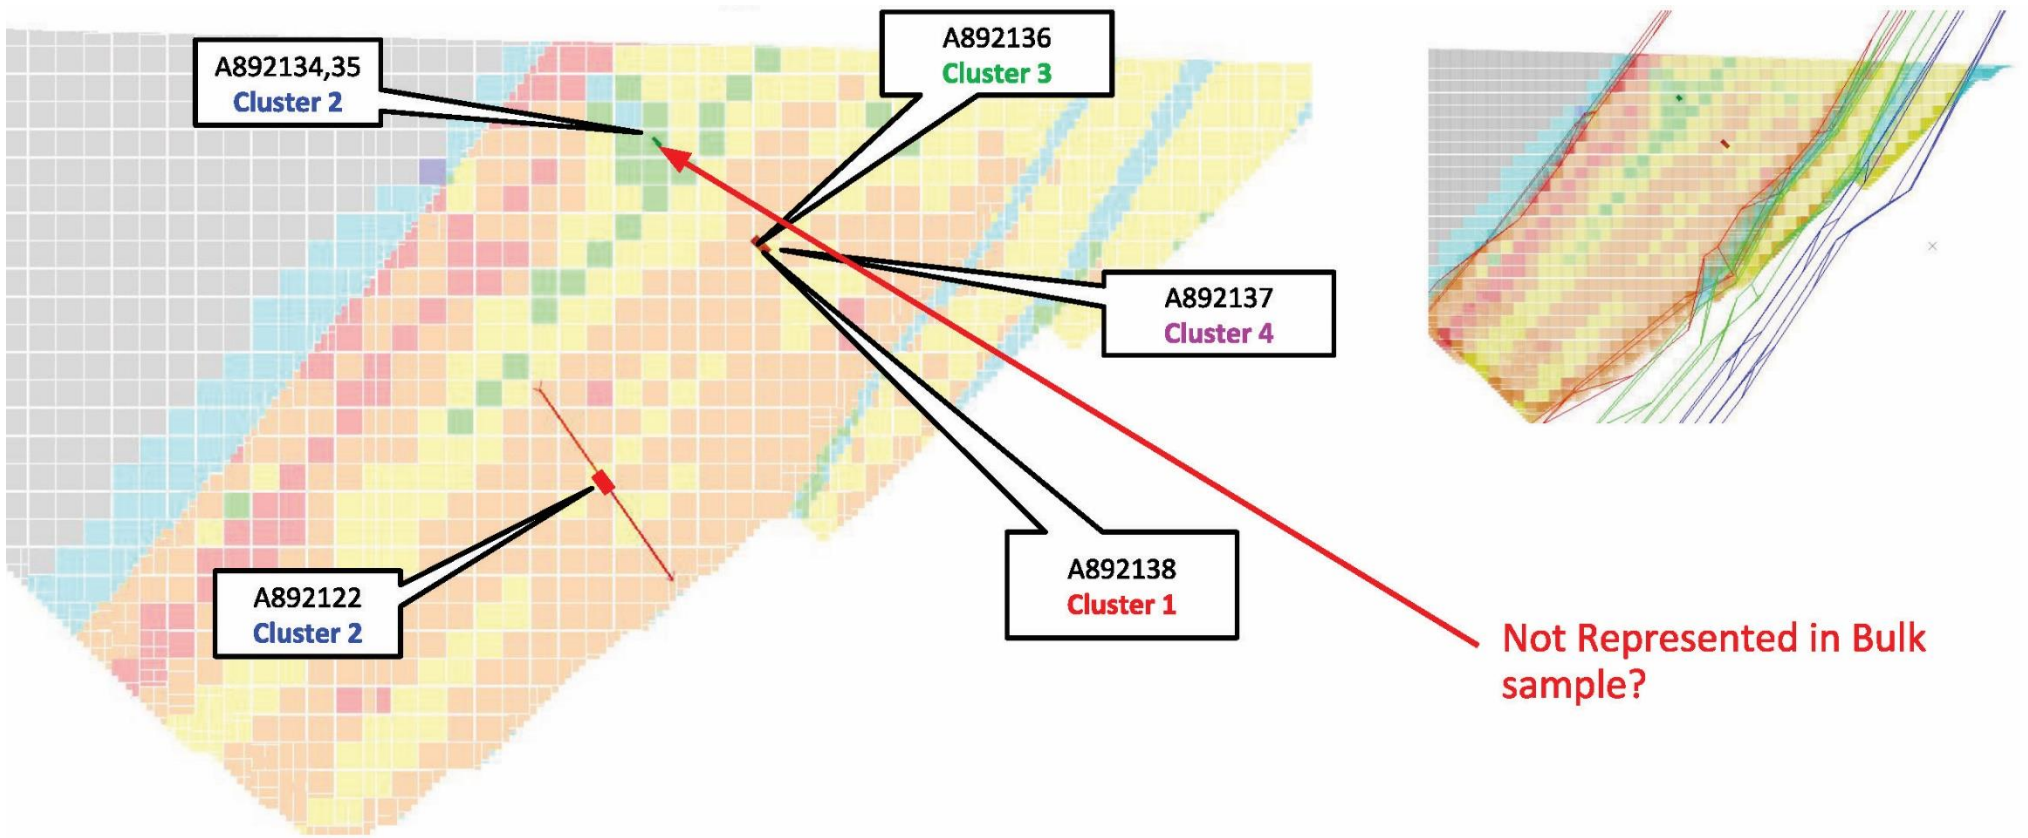 A892134,35
Cluster 2
A892136
Cluster 3
A892137
Cluster 4
A892138
Cluster 1
A892122
Cluster 2
Not Represented in Bulk
sample?